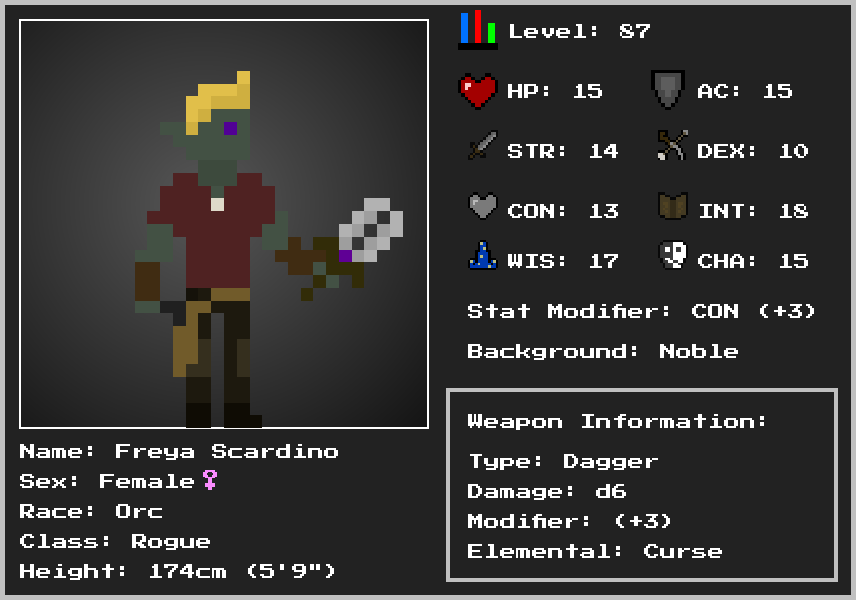 Level: 87
HP: 15
AC: 15
STR: 14
DEX: 10
CON: 13
INT: 18
WIS: 17
CHA: 15
Stat Modifier: CON (+3)
Background: Noble
Weapon Information:
Type: Dagger
Damage: d6
Modifier: (+3)
Elemental: Curse
Name: Freya Scardino
Sex: Female♀
Race: Orc
Class: Rogue
Height: 174cm (5'9")